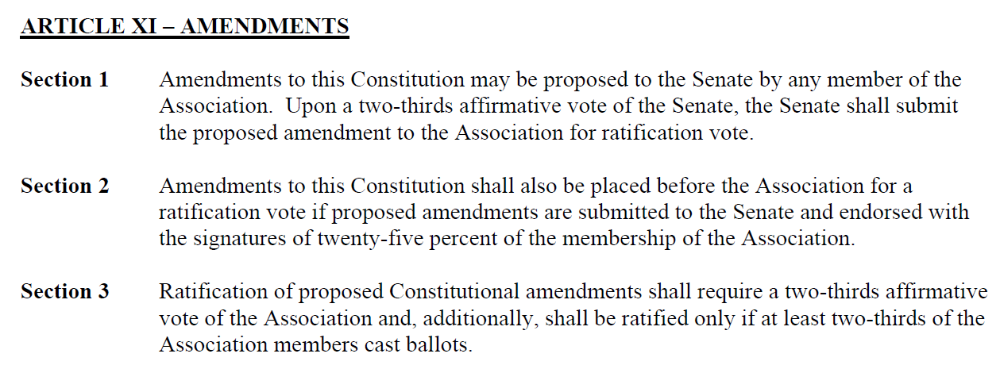 ARTICLE XI – AMENDMENTS
Section 1 Amendments to this Constitution may be proposed to the Senate by any member of the
Association. Upon a two-thirds affirmative vote of the Senate, the Senate shall submit
the proposed amendment to the Association for ratification vote.
Section 2 Amendments to this Constitution shall also be placed before the Association for a
ratification vote if proposed amendments are submitted to the Senate and endorsed with
the signatures of twenty-five percent of the membership of the Association.
Section 3 Ratification of proposed Constitutional amendments shall require a two-thirds affirmative
vote of the Association and, additionally, shall be ratified only if at least two-thirds of the
Association members cast ballots.